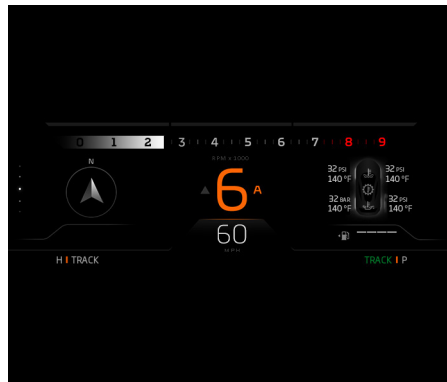 0 1 2 3 4 5 6 7 8 9
RPM x 1000
N
6 A
32 PSI 32 PSI
140 °F 140 °F
32 BAR 32 PSI
140 °F 140 °F
60
MPH
H TRACK
TRACK P